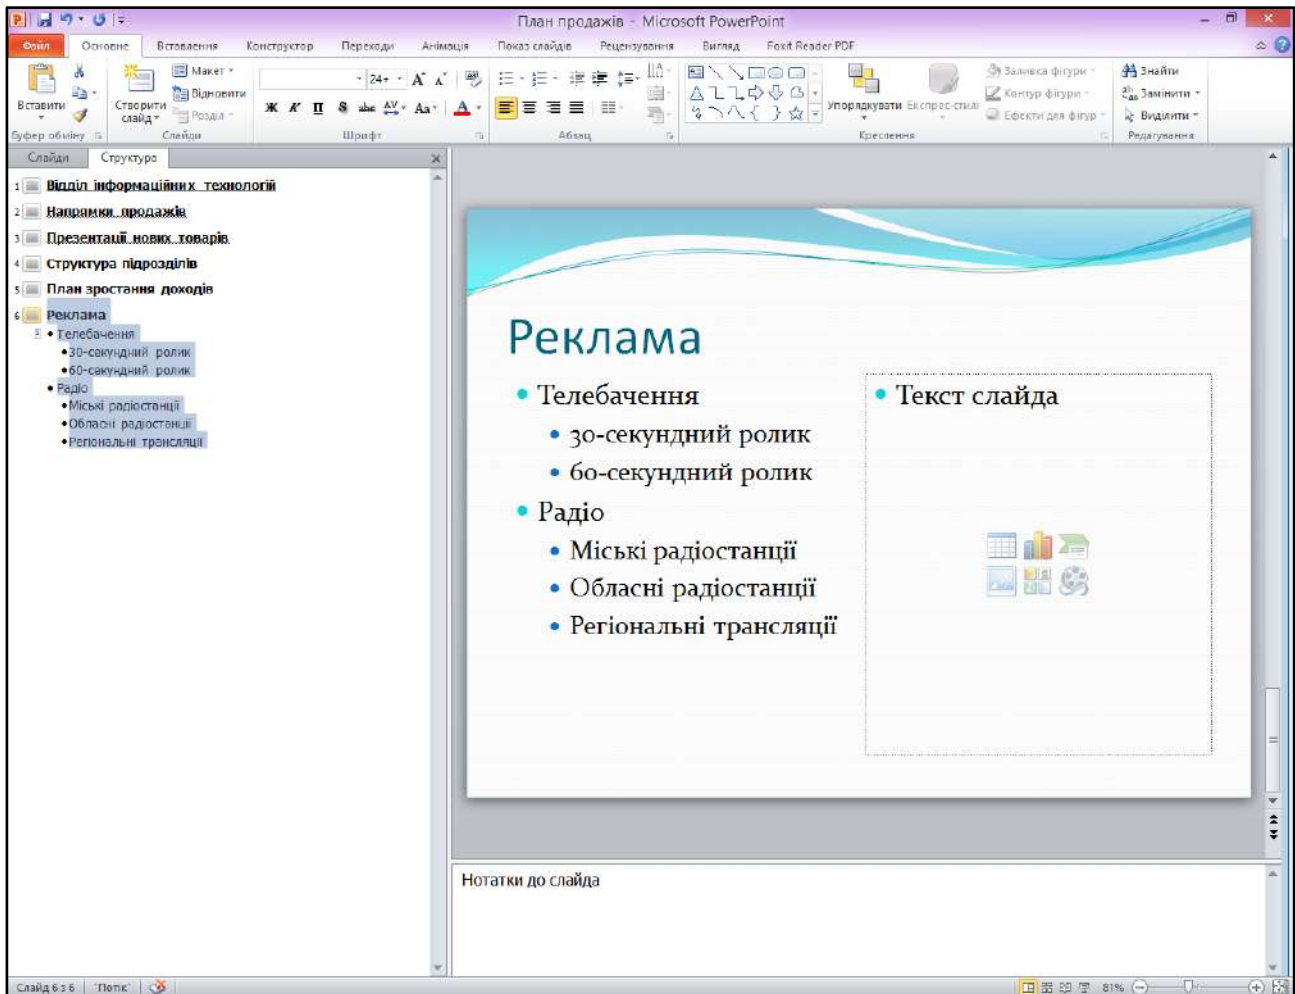 План продажів - Microsoft PowerPoint
Файл Основне Вставлення Конструктор Переходи Анімація Показ слайдів Рецензування Вигляд Foxit Reader PDF
Вставити
Створити слайд
Макет
Відновити
Розділ
24+
Ж К П S abc AV Aa A
Упорядкувати Експрес-стилі
Заливка фігури
Контур фігури
Ефекти для фігур
Знайти
Замінити
Виділити
Буфер обміну Слайди Шрифт Абзац Креслення Редагування
Слайди Структура
1 Відділ інформаційних технологій
2 Напрямки продажів
3 Презентації нових товарів
4 Структура підрозділів
5 План зростання доходів
6 Реклама
• Телебачення
•30-секундний ролик
•60-секундний ролик
• Радіо
•Міські радіостанції
•Обласні радіостанції
•Регіональні трансляції
Реклама
• Телебачення
• 30-секундний ролик
• 60-секундний ролик
• Радіо
• Міські радіостанції
• Обласні радіостанції
• Регіональні трансляції
• Текст слайда
Нотатки до слайда
Слайд 6 з 6 "Потік" 81%